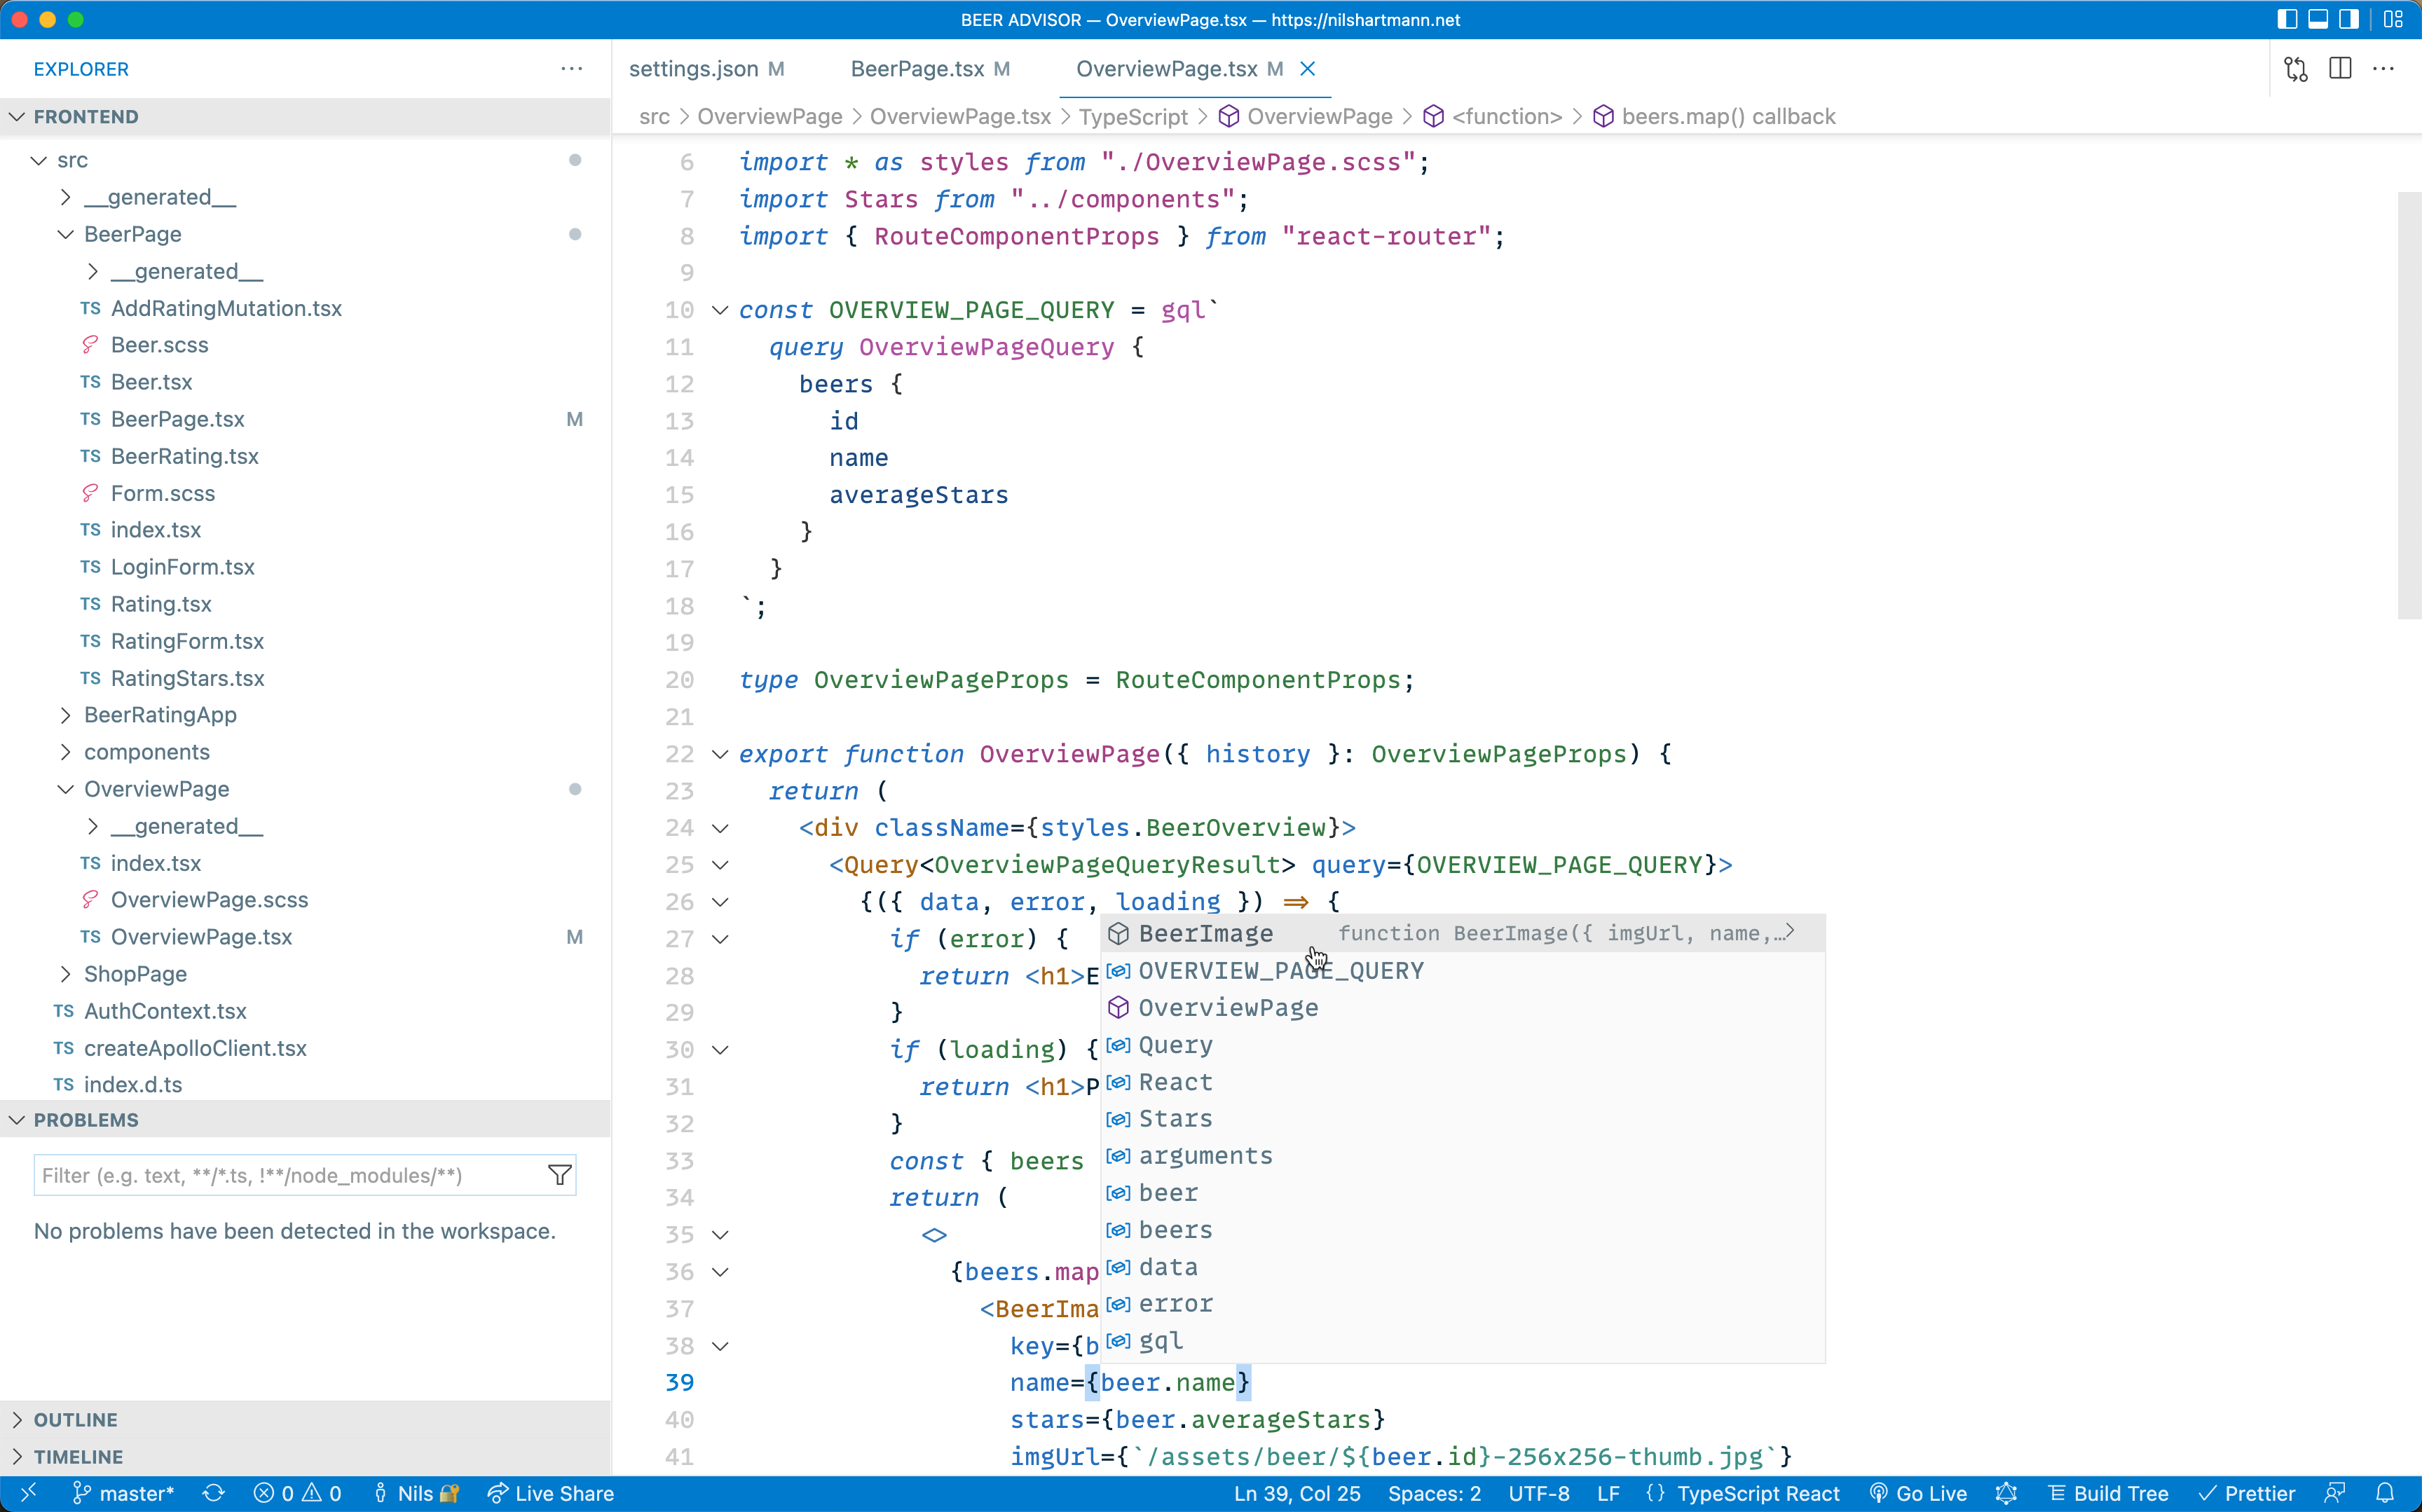 BEER ADVISOR — OverviewPage.tsx — https://nilshartmann.net
EXPLORER
FRONTEND
src
__generated__
BeerPage
__generated__
TS AddRatingMutation.tsx
Beer.scss
TS Beer.tsx
TS BeerPage.tsx M
TS BeerRating.tsx
Form.scss
TS index.tsx
TS LoginForm.tsx
TS Rating.tsx
TS RatingForm.tsx
TS RatingStars.tsx
BeerRatingApp
components
OverviewPage
__generated__
TS index.tsx
OverviewPage.scss
TS OverviewPage.tsx M
ShopPage
TS AuthContext.tsx
TS createApolloClient.tsx
TS index.d.ts
PROBLEMS
Filter (e.g. text, **/*.ts, !**/node_modules/**)
No problems have been detected in the workspace.
OUTLINE
TIMELINE
settings.json M BeerPage.tsx M OverviewPage.tsx M
src > OverviewPage > OverviewPage.tsx > TypeScript > OverviewPage > <function> > beers.map() callback
6 import * as styles from "./OverviewPage.scss";
7 import Stars from "../components";
8 import { RouteComponentProps } from "react-router";
9
10 const OVERVIEW_PAGE_QUERY = gql`
11 query OverviewPageQuery {
12 beers {
13 id
14 name
15 averageStars
16 }
17 }
18 `;
19
20 type OverviewPageProps = RouteComponentProps;
21
22 export function OverviewPage({ history }: OverviewPageProps) {
23 return (
24 <div className={styles.BeerOverview}>
25 <Query<OverviewPageQueryResult> query={OVERVIEW_PAGE_QUERY}>
26 {({ data, error, loading }) => {
27 if (error) {
28 return <h1>E
29 }
30 if (loading) {
31 return <h1>P
32 }
33 const { beers
34 return (
35 <>
36 {beers.map
37 <BeerIma
38 key={b
39 name={beer.name}
40 stars={beer.averageStars}
41 imgUrl={`/assets/beer/${beer.id}-256x256-thumb.jpg`}
BeerImage function BeerImage({ imgUrl, name,…
OVERVIEW_PAGE_QUERY
OverviewPage
Query
React
Stars
arguments
beer
beers
data
error
gql
master* 0 0 Nils Live Share Ln 39, Col 25 Spaces: 2 UTF-8 LF {} TypeScript React Go Live Build Tree Prettier